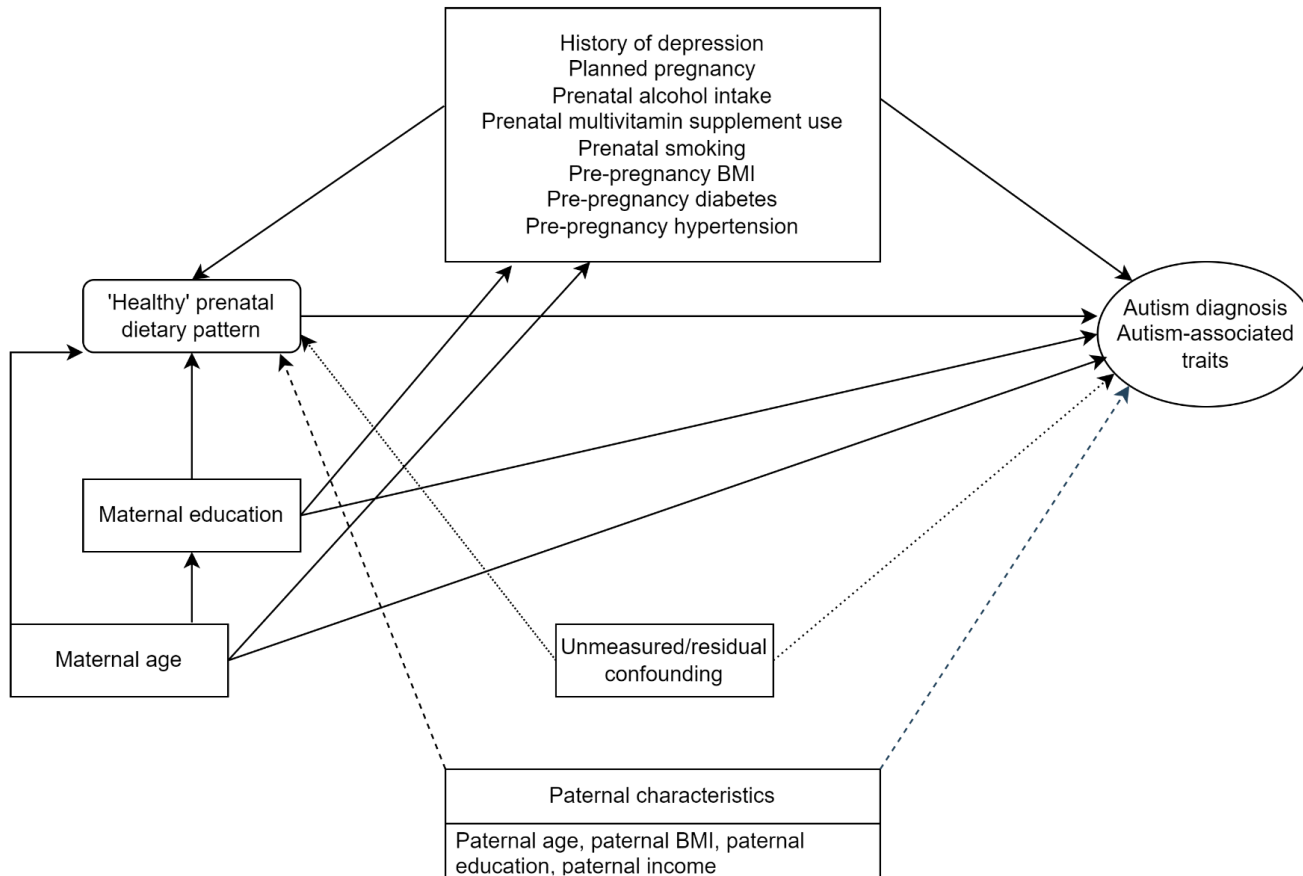 History of depression
Planned pregnancy
Prenatal alcohol intake
Prenatal multivitamin supplement use
Prenatal smoking
Pre-pregnancy BMI
Pre-pregnancy diabetes
Pre-pregnancy hypertension
'Healthy' prenatal
dietary pattern
Autism diagnosis
Autism-associated
traits
Maternal education
Maternal age
Unmeasured/residual
confounding
Paternal characteristics
Paternal age, paternal BMI, paternal
education, paternal income